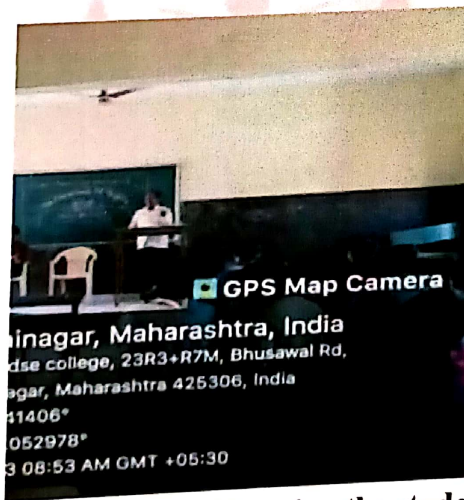 GPS Map Camera
inagar, Maharashtra, India
dse college, 23R3+R7M, Bhusawal Rd,
agar, Maharashtra 425306, India
41406°
052978°
3 08:53 AM GMT +05:30